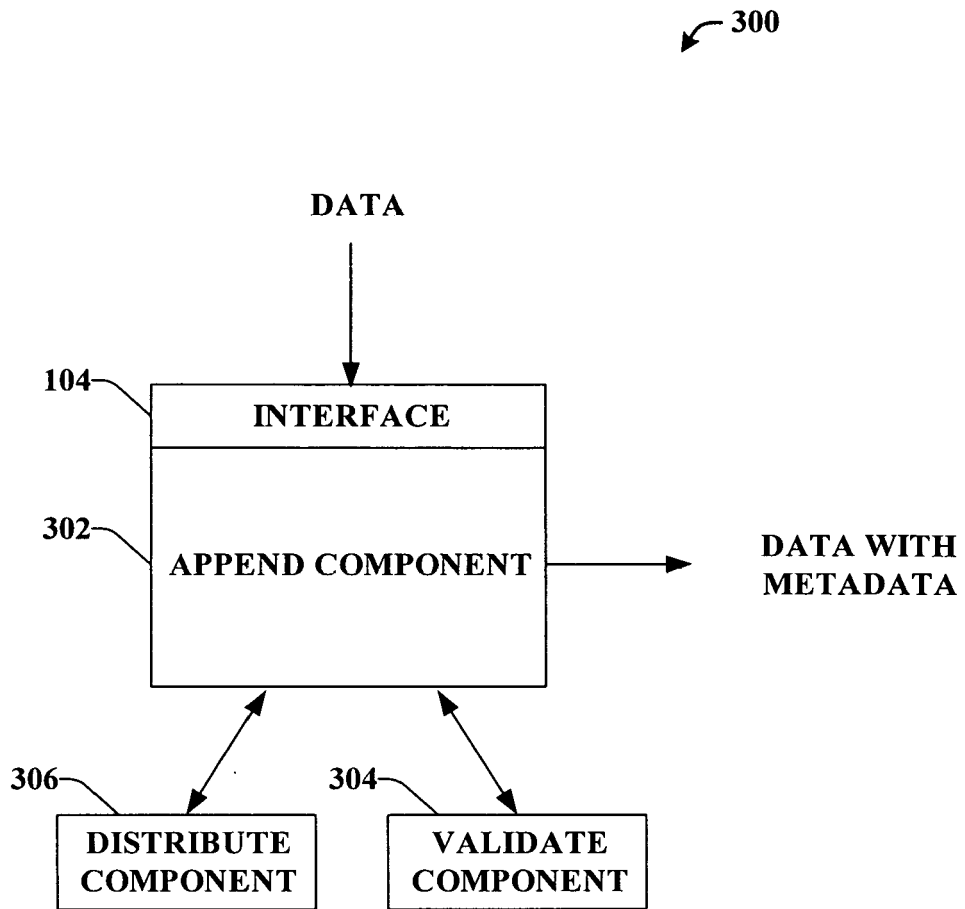 300
DATA
104
INTERFACE
302
APPEND COMPONENT
DATA WITH
METADATA
306
304
DISTRIBUTE
COMPONENT
VALIDATE
COMPONENT